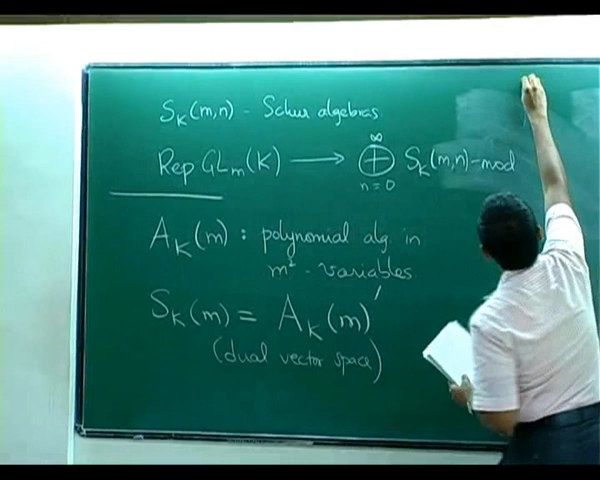 S_K(m,n) - Schur algebras.
Rep GL_m(K) ⟶ ⊕_{n=0}^{∞} S_K(m,n)-mod
A_K(m) : polynomial alg. in
m² - variables
S_K(m) = A_K(m)′
(dual vector space)